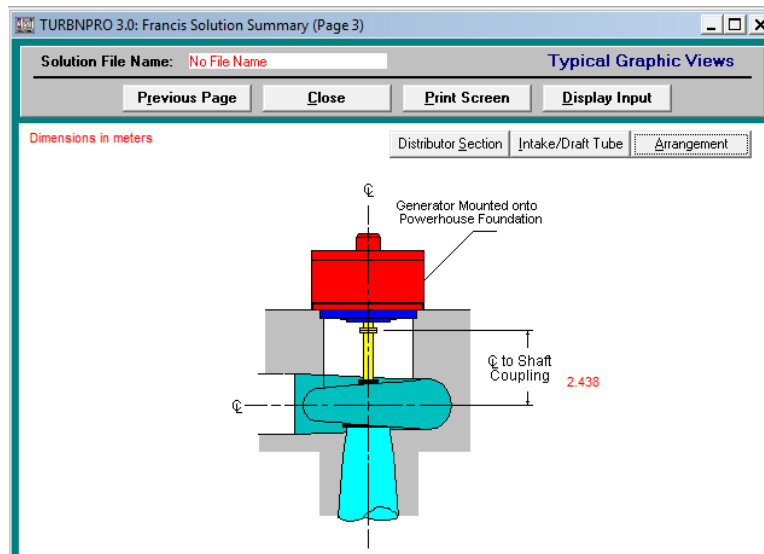 TURBNPRO 3.0: Francis Solution Summary (Page 3)
Solution File Name: No File Name Typical Graphic Views
Previous Page Close Print Screen Display Input
Dimensions in meters
Distributor Section Intake/Draft Tube Arrangement
℄
Generator Mounted onto
Powerhouse Foundation
℄ to Shaft
Coupling 2.438
℄